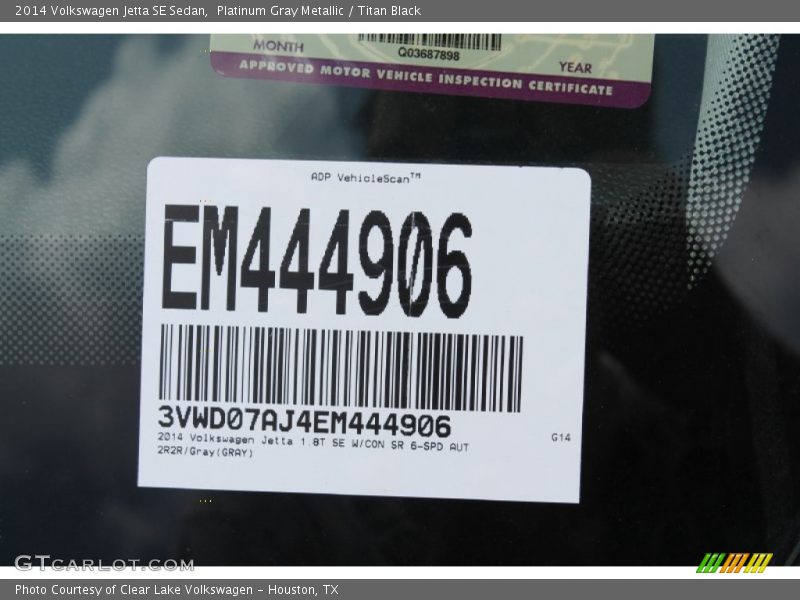 2014 Volkswagen Jetta SE Sedan,  Platinum Gray Metallic / Titan Black
MONTH
Q03687898
YEAR
APPROVED MOTOR VEHICLE INSPECTION CERTIFICATE
ADP VehicleScan™
EM444906
3VWD07AJ4EM444906
2014 Volkswagen Jetta 1.8T SE W/CON SR 6-SPD AUT
G14
2R2R/Gray(GRAY)
GTcarlot.com
Photo Courtesy of Clear Lake Volkswagen – Houston, TX